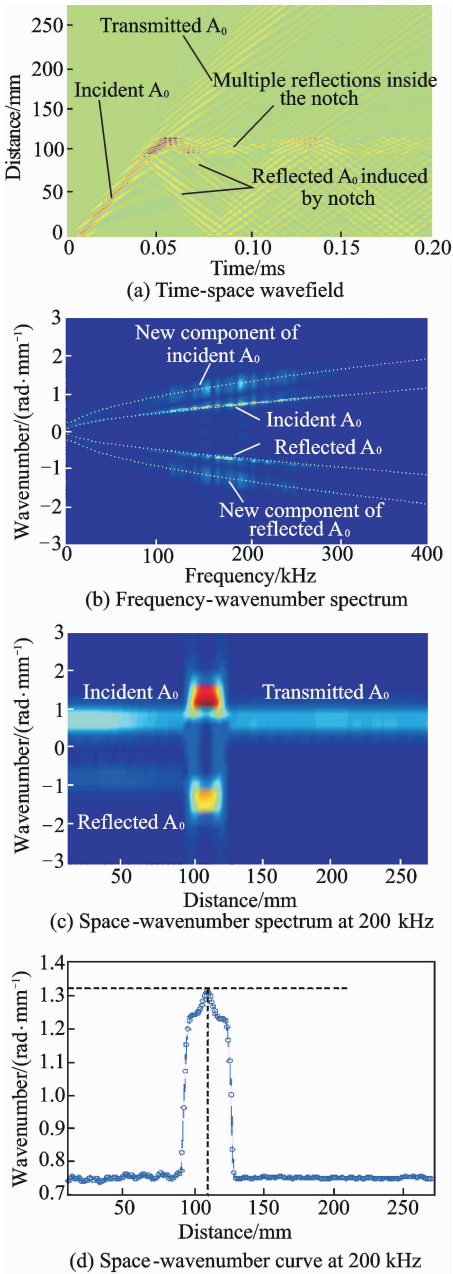 250
200
150
100
50
0
Distance/mm
Transmitted A₀
Incident A₀
Multiple reflections inside
the notch
Reflected A₀ induced
by notch
0 0.05 0.10 0.15 0.20
Time/ms
(a) Time-space wavefield
3
2
1
0
−1
−2
−3
Wavenumber/(rad·mm⁻¹)
New component of
incident A₀
Incident A₀
Reflected A₀
New component of
reflected A₀
0 100 200 300 400
Frequency/kHz
(b) Frequency-wavenumber spectrum
3
2
1
0
−1
−2
−3
Wavenumber/(rad·mm⁻¹)
Incident A₀ Transmitted A₀
Reflected A₀
50 100 150 200 250
Distance/mm
(c) Space-wavenumber spectrum at 200 kHz
1.4
1.3
1.2
1.1
1.0
0.9
0.8
0.7
Wavenumber/(rad·mm⁻¹)
50 100 150 200 250
Distance/mm
(d) Space-wavenumber curve at 200 kHz